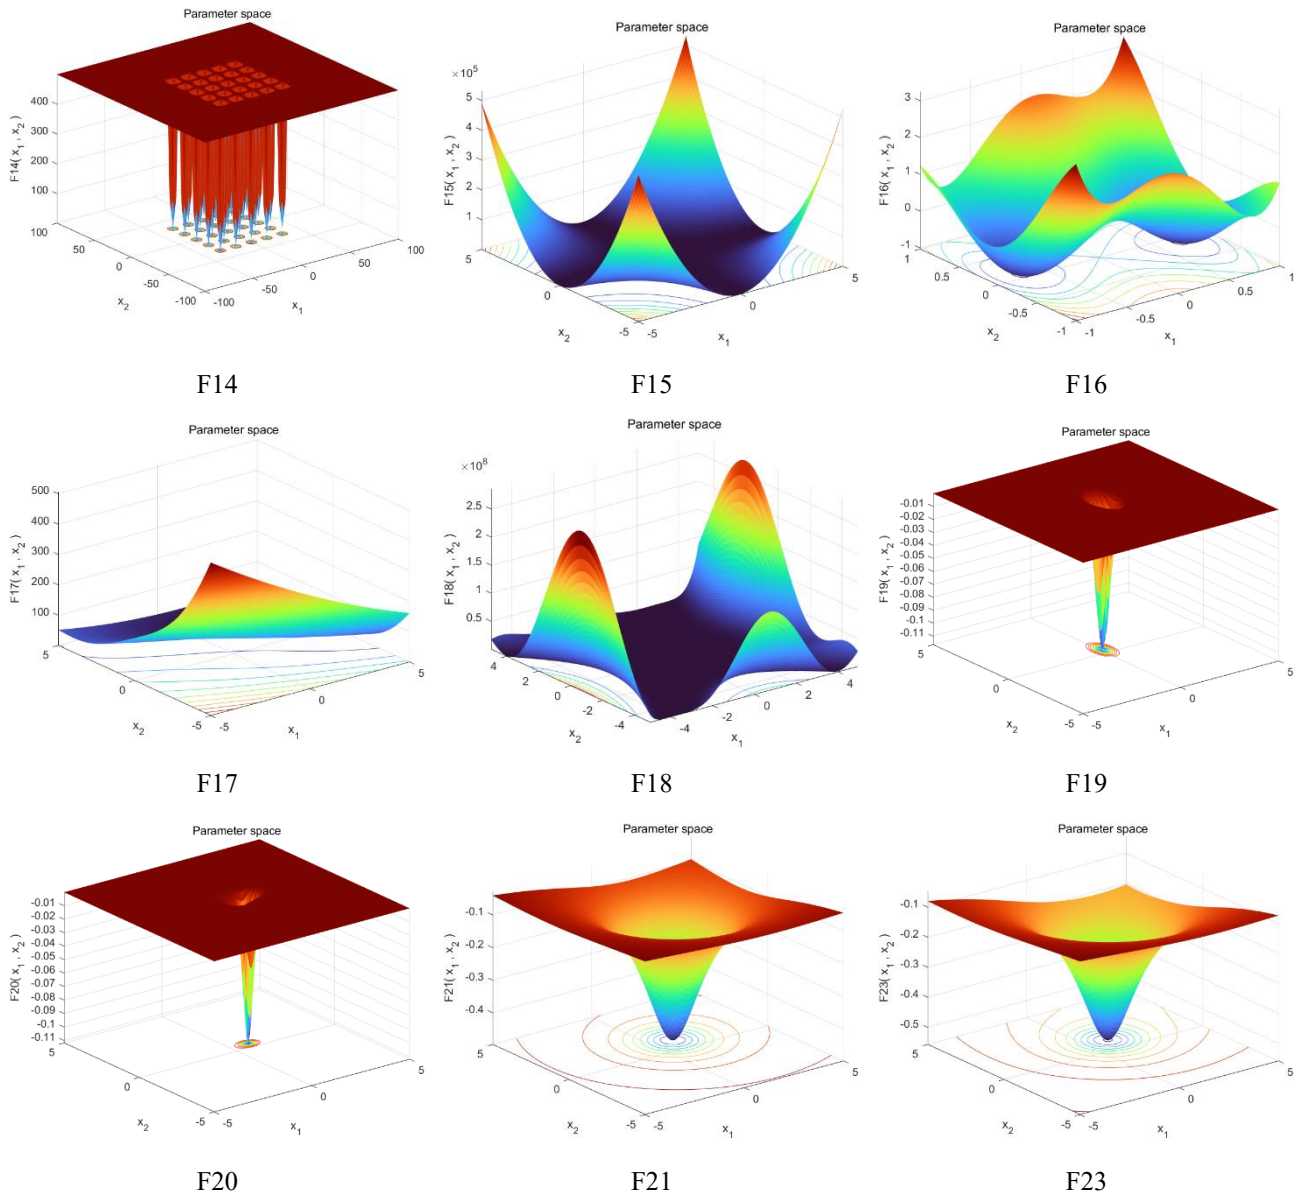 Parameter space
400
300
200
100
F14( x1 , x2 )
100
50
0
-50
-100
x2
-100
-50
0
50
100
x1
F14
Parameter space
×10^5
5
4
3
2
1
F15( x1 , x2 )
5
0
-5
x2
-5
0
5
x1
F15
Parameter space
3
2
1
0
-1
F16( x1 , x2 )
1
0.5
0
-0.5
-1
x2
-1
-0.5
0
0.5
1
x1
F16
Parameter space
500
400
300
200
100
F17( x1 , x2 )
5
0
-5
x2
-5
0
5
x1
F17
Parameter space
×10^8
2.5
2
1.5
1
0.5
F18( x1 , x2 )
4
2
0
-2
-4
x2
-4
-2
0
2
4
x1
F18
Parameter space
-0.01
-0.02
-0.03
-0.04
-0.05
-0.06
-0.07
-0.08
-0.09
-0.1
-0.11
F19( x1 , x2 )
5
0
-5
x2
-5
0
5
x1
F19
Parameter space
-0.01
-0.02
-0.03
-0.04
-0.05
-0.06
-0.07
-0.08
-0.09
-0.1
-0.11
F20( x1 , x2 )
5
0
-5
x2
-5
0
5
x1
F20
Parameter space
-0.1
-0.2
-0.3
-0.4
F21( x1 , x2 )
5
0
-5
x2
-5
0
5
x1
F21
Parameter space
-0.1
-0.2
-0.3
-0.4
-0.5
F23( x1 , x2 )
5
0
-5
x2
-5
0
5
x1
F23